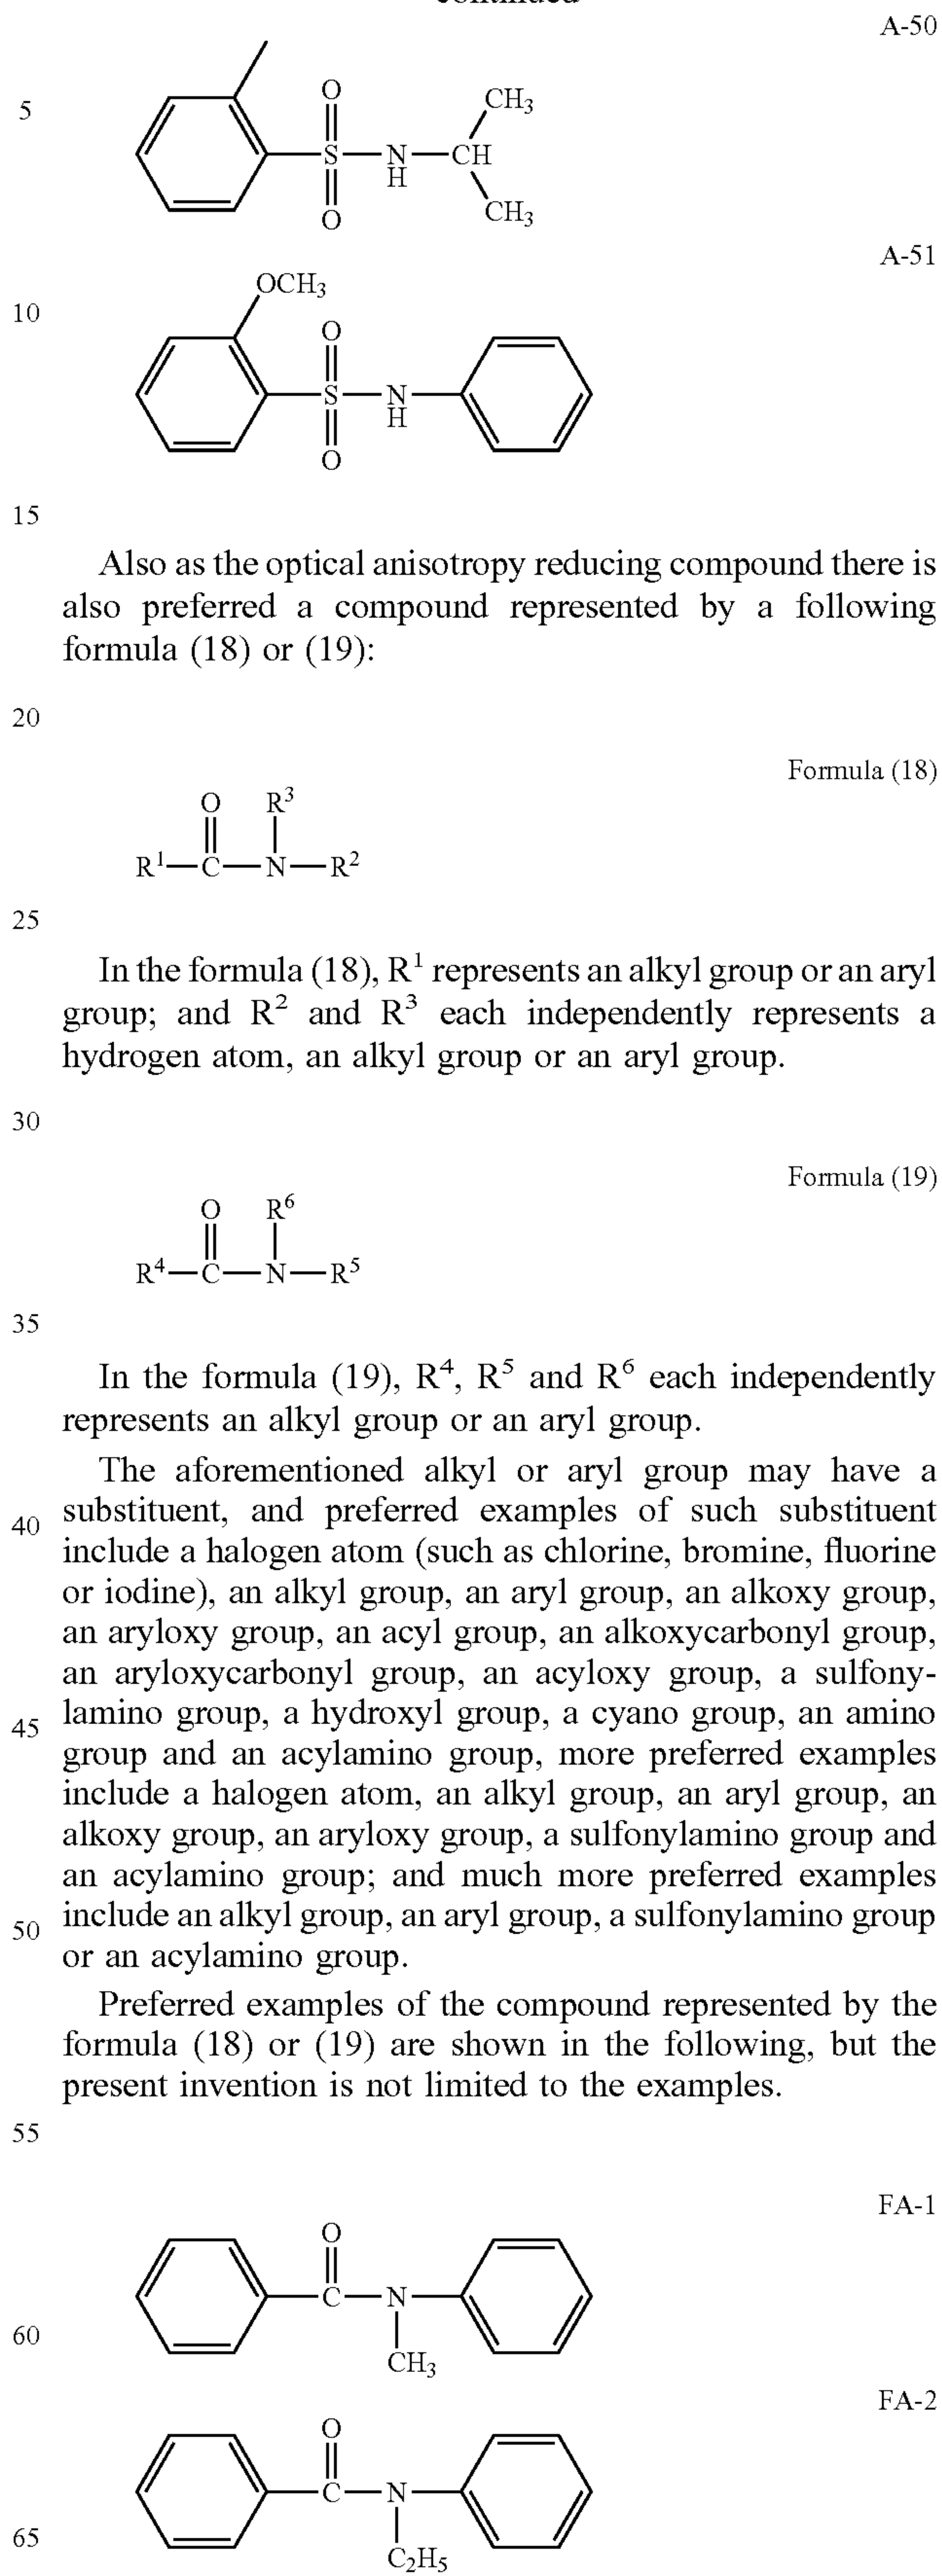 continued
A-50
5
O
CH₃
S
N
H
CH
O
CH₃
A-51
OCH₃
10
O
S
N
H
O
15
Also as the optical anisotropy reducing compound there is
also preferred a compound represented by a following
formula (18) or (19):
20
Formula (18)
O R³
R¹—C—N—R²
25
In the formula (18), R¹ represents an alkyl group or an aryl
group; and R² and R³ each independently represents a
hydrogen atom, an alkyl group or an aryl group.
30
Formula (19)
O R⁶
R⁴—C—N—R⁵
35
In the formula (19), R⁴, R⁵ and R⁶ each independently
represents an alkyl group or an aryl group.
The aforementioned alkyl or aryl group may have a
40 substituent, and preferred examples of such substituent
include a halogen atom (such as chlorine, bromine, fluorine
or iodine), an alkyl group, an aryl group, an alkoxy group,
an aryloxy group, an acyl group, an alkoxycarbonyl group,
an aryloxycarbonyl group, an acyloxy group, a sulfony-
45 lamino group, a hydroxyl group, a cyano group, an amino
group and an acylamino group, more preferred examples
include a halogen atom, an alkyl group, an aryl group, an
alkoxy group, an aryloxy group, a sulfonylamino group and
an acylamino group; and much more preferred examples
50 include an alkyl group, an aryl group, a sulfonylamino group
or an acylamino group.
Preferred examples of the compound represented by the
formula (18) or (19) are shown in the following, but the
present invention is not limited to the examples.
55
FA-1
O
C N
60
CH₃
FA-2
O
C N
65
C₂H₅